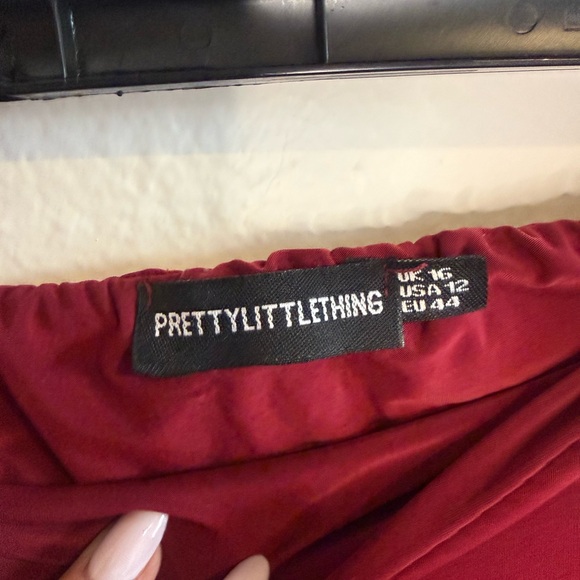 PRETTYLITTLETHING
UK 16
USA 12
EU 44